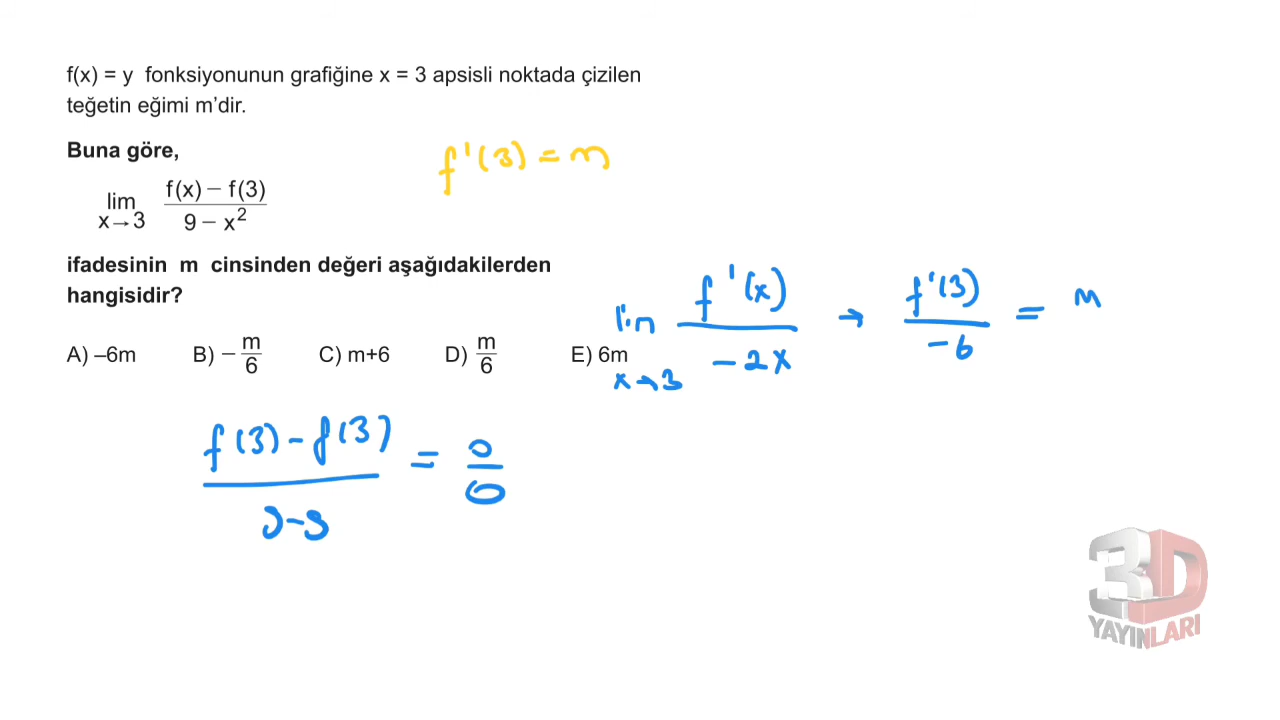 f(x) = y fonksiyonunun grafiğine x = 3 apsisli noktada çizilen
teğetin eğimi m’dir.
Buna göre,
f'(3) = m
lim x→3 f(x) – f(3) / 9 – x²
ifadesinin m cinsinden değeri aşağıdakilerden
hangisidir?
A) –6m B) – m/6 C) m+6 D) m/6 E) 6m
lim x→3 f'(x) / -2x → f'(3) / -6 = m
f(3) - f(3) / 9-9 = 0/0
3D
YAYINLARI